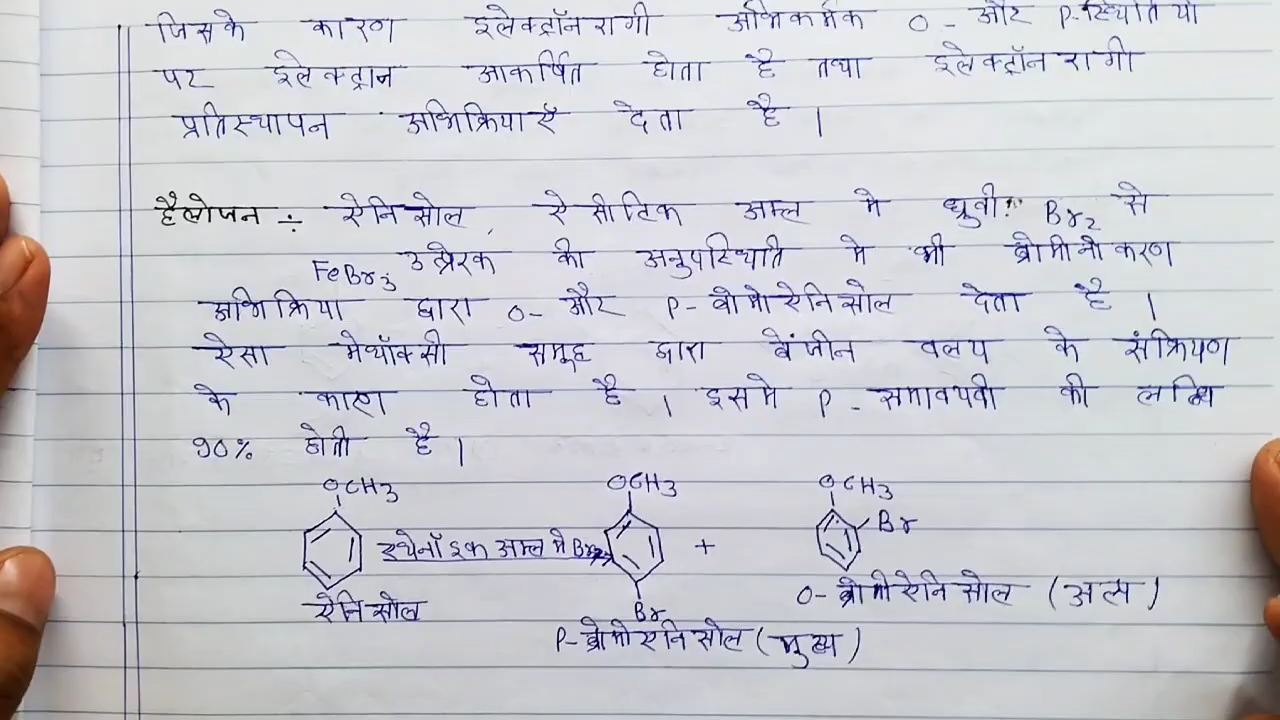 जिसके कारण इलेक्ट्रॉनरागी अभिकर्मक O- और P-स्थितियों
पर इलेक्ट्रान आकर्षित होता है तथा इलेक्ट्रॉनरागी
प्रतिस्थापन अभिक्रियाएँ देता है ।
हैलोजन ÷ ऐनिसोल, ऐसीटिक अम्ल मे ध्रुवी Br2 से
FeBr3 उत्प्रेरक की अनुपस्थिति मे भी ब्रोमीनीकरण
अभिक्रिया द्वारा O- और P-ब्रोमोऐनिसोल देता है ।
ऐसा मेथॉक्सी समूह द्वारा बेंजीन वलय के सक्रियण
के कारण होता है । इसमे P-समावयवी की लब्धि
90% होती है ।
OCH3 OCH3 OCH3
एथेनॉइक अम्ल मे Br2 + Br
ऐनिसोल Br O-ब्रोमोऐनिसोल (अल्प)
P-ब्रोमोऐनिसोल (मुख्य)